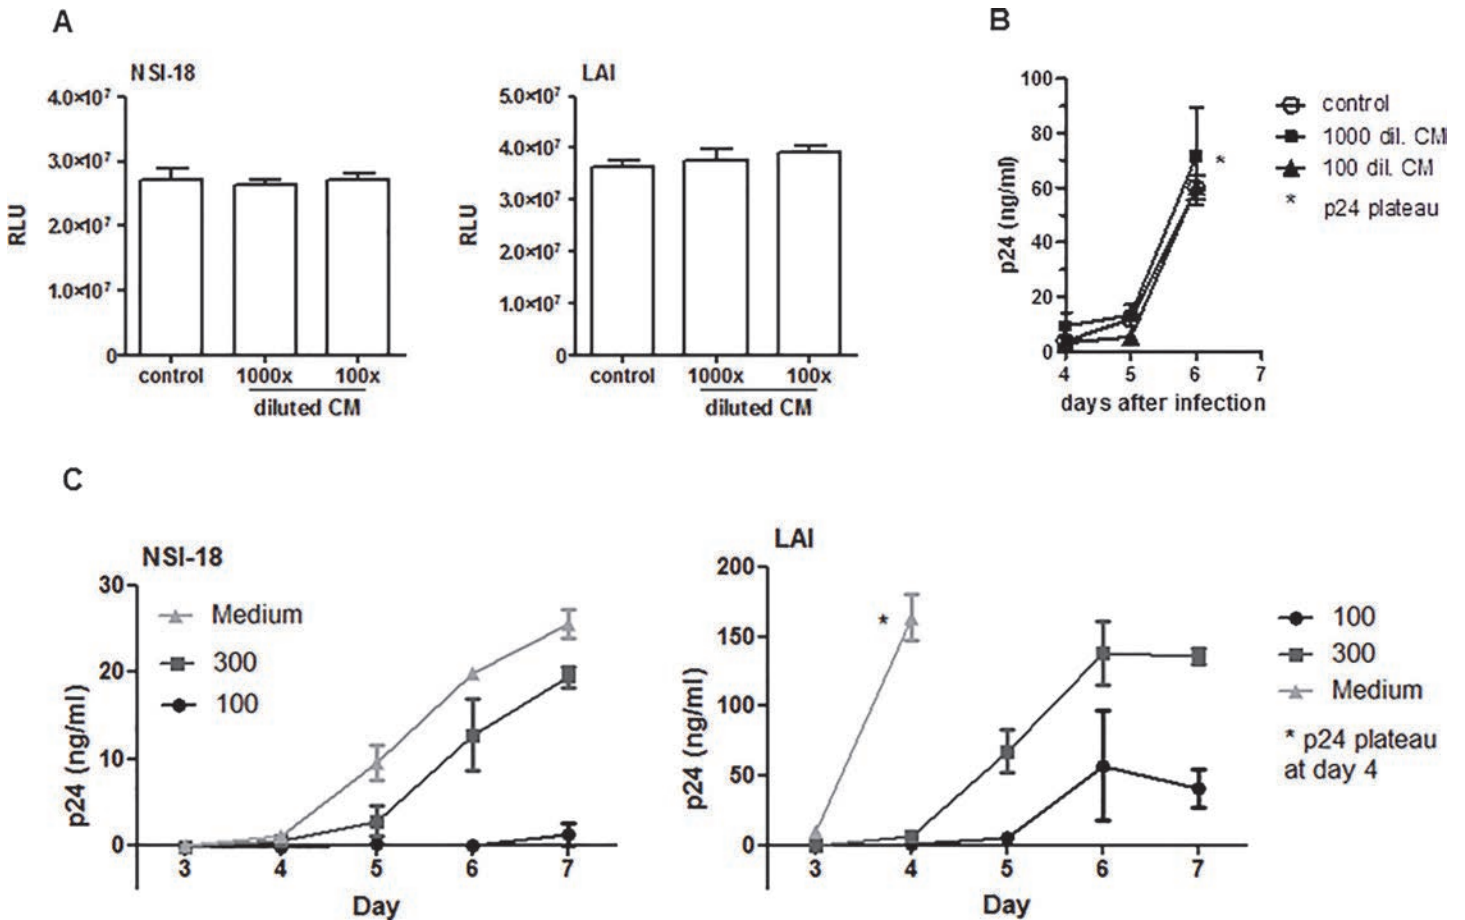 A
NSI-18
4.0×10⁷
3.0×10⁷
2.0×10⁷
1.0×10⁷
0
RLU
control
1000x
100x
diluted CM
LAI
5.0×10⁷
4.0×10⁷
3.0×10⁷
2.0×10⁷
1.0×10⁷
0
RLU
control
1000x
100x
diluted CM
B
100
80
60
40
20
0
p24 (ng/ml)
4 5 6 7
days after infection
control
1000 dil. CM
100 dil. CM
* p24 plateau
*
C
NSI-18
30
20
10
0
p24 (ng/ml)
Medium
300
100
3 4 5 6 7
Day
LAI
200
150
100
50
0
p24 (ng/ml)
*
3 4 5 6 7
Day
100
300
Medium
* p24 plateau
at day 4